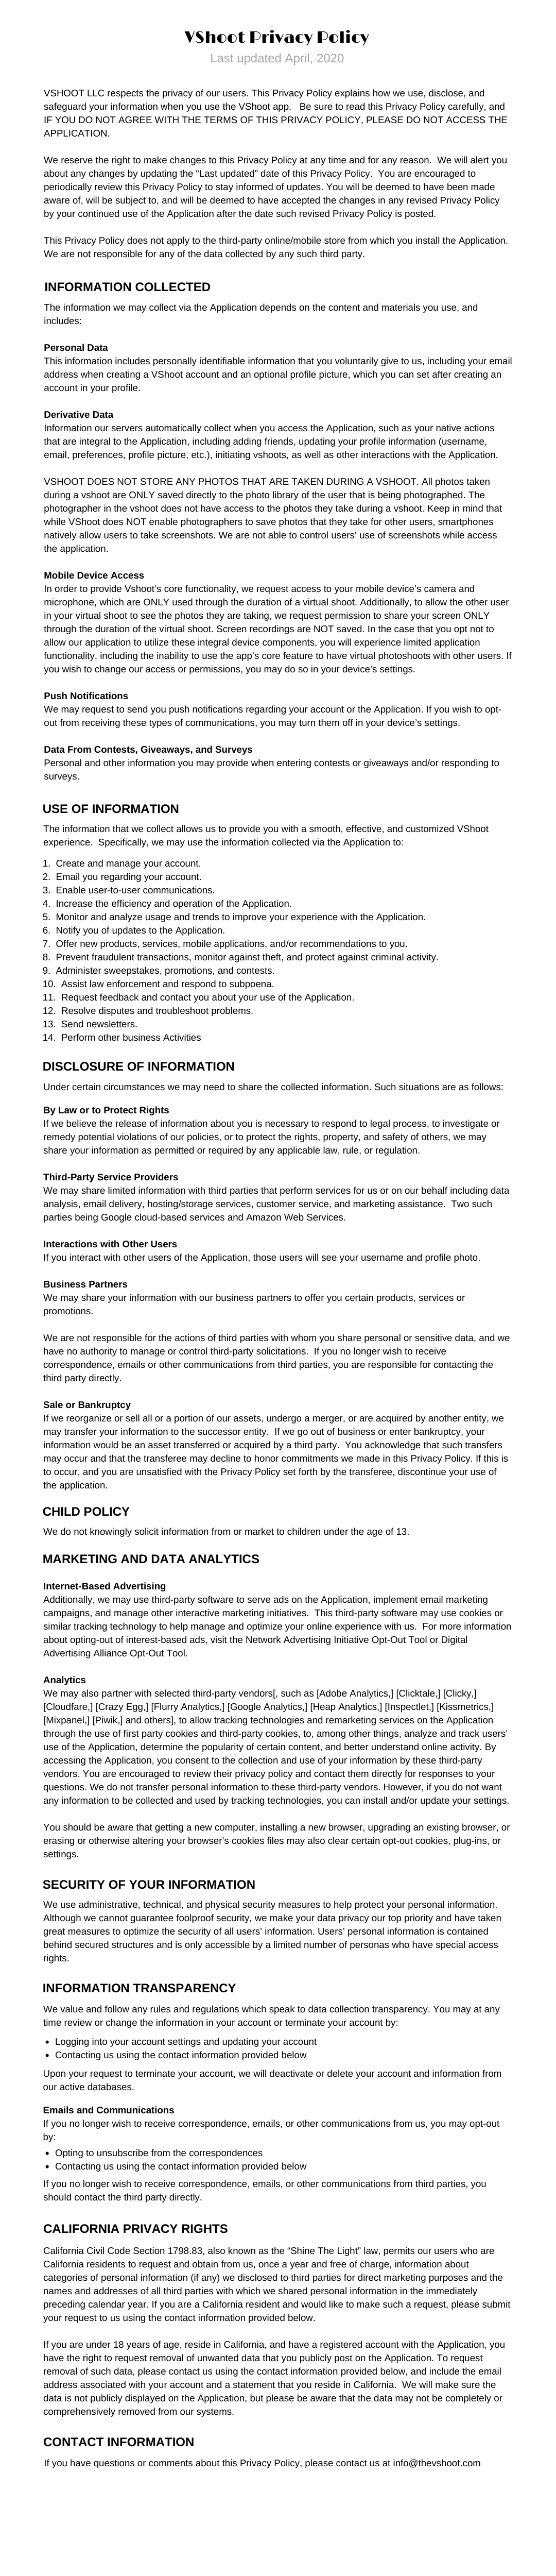 VShoot Privacy Policy
Last updated April, 2020
VSHOOT LLC respects the privacy of our users. This Privacy Policy explains how we use, disclose, and
safeguard your information when you use the VShoot app.   Be sure to read this Privacy Policy carefully, and
IF YOU DO NOT AGREE WITH THE TERMS OF THIS PRIVACY POLICY, PLEASE DO NOT ACCESS THE
APPLICATION.
We reserve the right to make changes to this Privacy Policy at any time and for any reason.  We will alert you
about any changes by updating the “Last updated” date of this Privacy Policy.  You are encouraged to
periodically review this Privacy Policy to stay informed of updates. You will be deemed to have been made
aware of, will be subject to, and will be deemed to have accepted the changes in any revised Privacy Policy
by your continued use of the Application after the date such revised Privacy Policy is posted.
This Privacy Policy does not apply to the third-party online/mobile store from which you install the Application.
We are not responsible for any of the data collected by any such third party.
INFORMATION COLLECTED
The information we may collect via the Application depends on the content and materials you use, and
includes:
Personal Data
This information includes personally identifiable information that you voluntarily give to us, including your email
address when creating a VShoot account and an optional profile picture, which you can set after creating an
account in your profile.
Derivative Data
Information our servers automatically collect when you access the Application, such as your native actions
that are integral to the Application, including adding friends, updating your profile information (username,
email, preferences, profile picture, etc.), initiating vshoots, as well as other interactions with the Application.
VSHOOT DOES NOT STORE ANY PHOTOS THAT ARE TAKEN DURING A VSHOOT. All photos taken
during a vshoot are ONLY saved directly to the photo library of the user that is being photographed. The
photographer in the vshoot does not have access to the photos they take during a vshoot. Keep in mind that
while VShoot does NOT enable photographers to save photos that they take for other users, smartphones
natively allow users to take screenshots. We are not able to control users’ use of screenshots while access
the application.
Mobile Device Access
In order to provide Vshoot’s core functionality, we request access to your mobile device’s camera and
microphone, which are ONLY used through the duration of a virtual shoot. Additionally, to allow the other user
in your virtual shoot to see the photos they are taking, we request permission to share your screen ONLY
through the duration of the virtual shoot. Screen recordings are NOT saved. In the case that you opt not to
allow our application to utilize these integral device components, you will experience limited application
functionality, including the inability to use the app’s core feature to have virtual photoshoots with other users. If
you wish to change our access or permissions, you may do so in your device’s settings.
Push Notifications
We may request to send you push notifications regarding your account or the Application. If you wish to opt-
out from receiving these types of communications, you may turn them off in your device’s settings.
Data From Contests, Giveaways, and Surveys
Personal and other information you may provide when entering contests or giveaways and/or responding to
surveys.
USE OF INFORMATION
The information that we collect allows us to provide you with a smooth, effective, and customized VShoot
experience.  Specifically, we may use the information collected via the Application to:
1. Create and manage your account.
2. Email you regarding your account.
3. Enable user-to-user communications.
4. Increase the efficiency and operation of the Application.
5. Monitor and analyze usage and trends to improve your experience with the Application.
6. Notify you of updates to the Application.
7. Offer new products, services, mobile applications, and/or recommendations to you.
8. Prevent fraudulent transactions, monitor against theft, and protect against criminal activity.
9. Administer sweepstakes, promotions, and contests.
10. Assist law enforcement and respond to subpoena.
11. Request feedback and contact you about your use of the Application.
12. Resolve disputes and troubleshoot problems.
13. Send newsletters.
14. Perform other business Activities
DISCLOSURE OF INFORMATION
Under certain circumstances we may need to share the collected information. Such situations are as follows:
By Law or to Protect Rights
If we believe the release of information about you is necessary to respond to legal process, to investigate or
remedy potential violations of our policies, or to protect the rights, property, and safety of others, we may
share your information as permitted or required by any applicable law, rule, or regulation.
Third-Party Service Providers
We may share limited information with third parties that perform services for us or on our behalf including data
analysis, email delivery, hosting/storage services, customer service, and marketing assistance.  Two such
parties being Google cloud-based services and Amazon Web Services.
Interactions with Other Users
If you interact with other users of the Application, those users will see your username and profile photo.
Business Partners
We may share your information with our business partners to offer you certain products, services or
promotions.
We are not responsible for the actions of third parties with whom you share personal or sensitive data, and we
have no authority to manage or control third-party solicitations.  If you no longer wish to receive
correspondence, emails or other communications from third parties, you are responsible for contacting the
third party directly.
Sale or Bankruptcy
If we reorganize or sell all or a portion of our assets, undergo a merger, or are acquired by another entity, we
may transfer your information to the successor entity.  If we go out of business or enter bankruptcy, your
information would be an asset transferred or acquired by a third party.  You acknowledge that such transfers
may occur and that the transferee may decline to honor commitments we made in this Privacy Policy. If this is
to occur, and you are unsatisfied with the Privacy Policy set forth by the transferee, discontinue your use of
the application.
CHILD POLICY
We do not knowingly solicit information from or market to children under the age of 13.
MARKETING AND DATA ANALYTICS
Internet-Based Advertising
Additionally, we may use third-party software to serve ads on the Application, implement email marketing
campaigns, and manage other interactive marketing initiatives.  This third-party software may use cookies or
similar tracking technology to help manage and optimize your online experience with us.  For more information
about opting-out of interest-based ads, visit the Network Advertising Initiative Opt-Out Tool or Digital
Advertising Alliance Opt-Out Tool.
Analytics
We may also partner with selected third-party vendors[, such as [Adobe Analytics,] [Clicktale,] [Clicky,]
[Cloudfare,] [Crazy Egg,] [Flurry Analytics,] [Google Analytics,] [Heap Analytics,] [Inspectlet,] [Kissmetrics,]
[Mixpanel,] [Piwik,] and others], to allow tracking technologies and remarketing services on the Application
through the use of first party cookies and third-party cookies, to, among other things, analyze and track users’
use of the Application, determine the popularity of certain content, and better understand online activity. By
accessing the Application, you consent to the collection and use of your information by these third-party
vendors. You are encouraged to review their privacy policy and contact them directly for responses to your
questions. We do not transfer personal information to these third-party vendors. However, if you do not want
any information to be collected and used by tracking technologies, you can install and/or update your settings.
You should be aware that getting a new computer, installing a new browser, upgrading an existing browser, or
erasing or otherwise altering your browser’s cookies files may also clear certain opt-out cookies, plug-ins, or
settings.
SECURITY OF YOUR INFORMATION
We use administrative, technical, and physical security measures to help protect your personal information.
Although we cannot guarantee foolproof security, we make your data privacy our top priority and have taken
great measures to optimize the security of all users’ information. Users’ personal information is contained
behind secured structures and is only accessible by a limited number of personas who have special access
rights.
INFORMATION TRANSPARENCY
We value and follow any rules and regulations which speak to data collection transparency. You may at any
time review or change the information in your account or terminate your account by:
• Logging into your account settings and updating your account
• Contacting us using the contact information provided below
Upon your request to terminate your account, we will deactivate or delete your account and information from
our active databases.
Emails and Communications
If you no longer wish to receive correspondence, emails, or other communications from us, you may opt-out
by:
• Opting to unsubscribe from the correspondences
• Contacting us using the contact information provided below
If you no longer wish to receive correspondence, emails, or other communications from third parties, you
should contact the third party directly.
CALIFORNIA PRIVACY RIGHTS
California Civil Code Section 1798.83, also known as the “Shine The Light” law, permits our users who are
California residents to request and obtain from us, once a year and free of charge, information about
categories of personal information (if any) we disclosed to third parties for direct marketing purposes and the
names and addresses of all third parties with which we shared personal information in the immediately
preceding calendar year. If you are a California resident and would like to make such a request, please submit
your request to us using the contact information provided below.
If you are under 18 years of age, reside in California, and have a registered account with the Application, you
have the right to request removal of unwanted data that you publicly post on the Application. To request
removal of such data, please contact us using the contact information provided below, and include the email
address associated with your account and a statement that you reside in California.  We will make sure the
data is not publicly displayed on the Application, but please be aware that the data may not be completely or
comprehensively removed from our systems.
CONTACT INFORMATION
If you have questions or comments about this Privacy Policy, please contact us at info@thevshoot.com